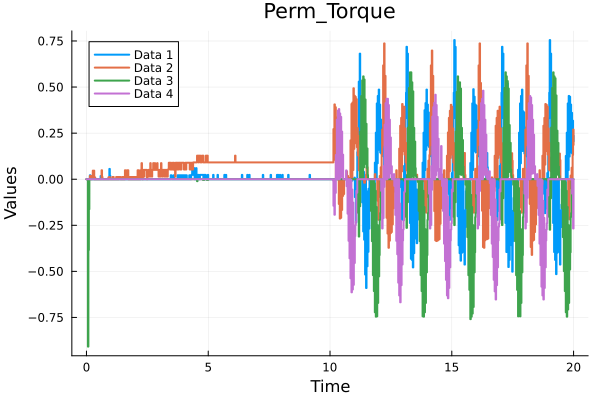 Perm_Torque
Data 1
Data 2
Data 3
Data 4
Values
0.75
0.50
0.25
0.00
−0.25
−0.50
−0.75
0
5
10
15
20
Time